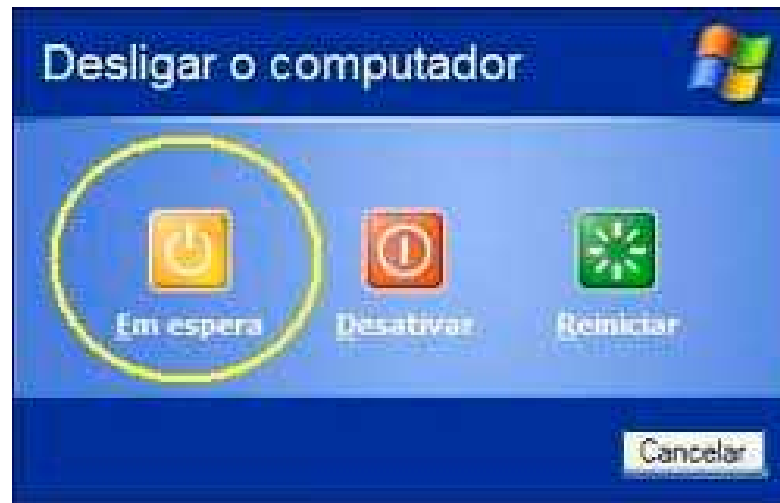 Desligar o computador
Em espera
Desativar
Reiniciar
Cancelar